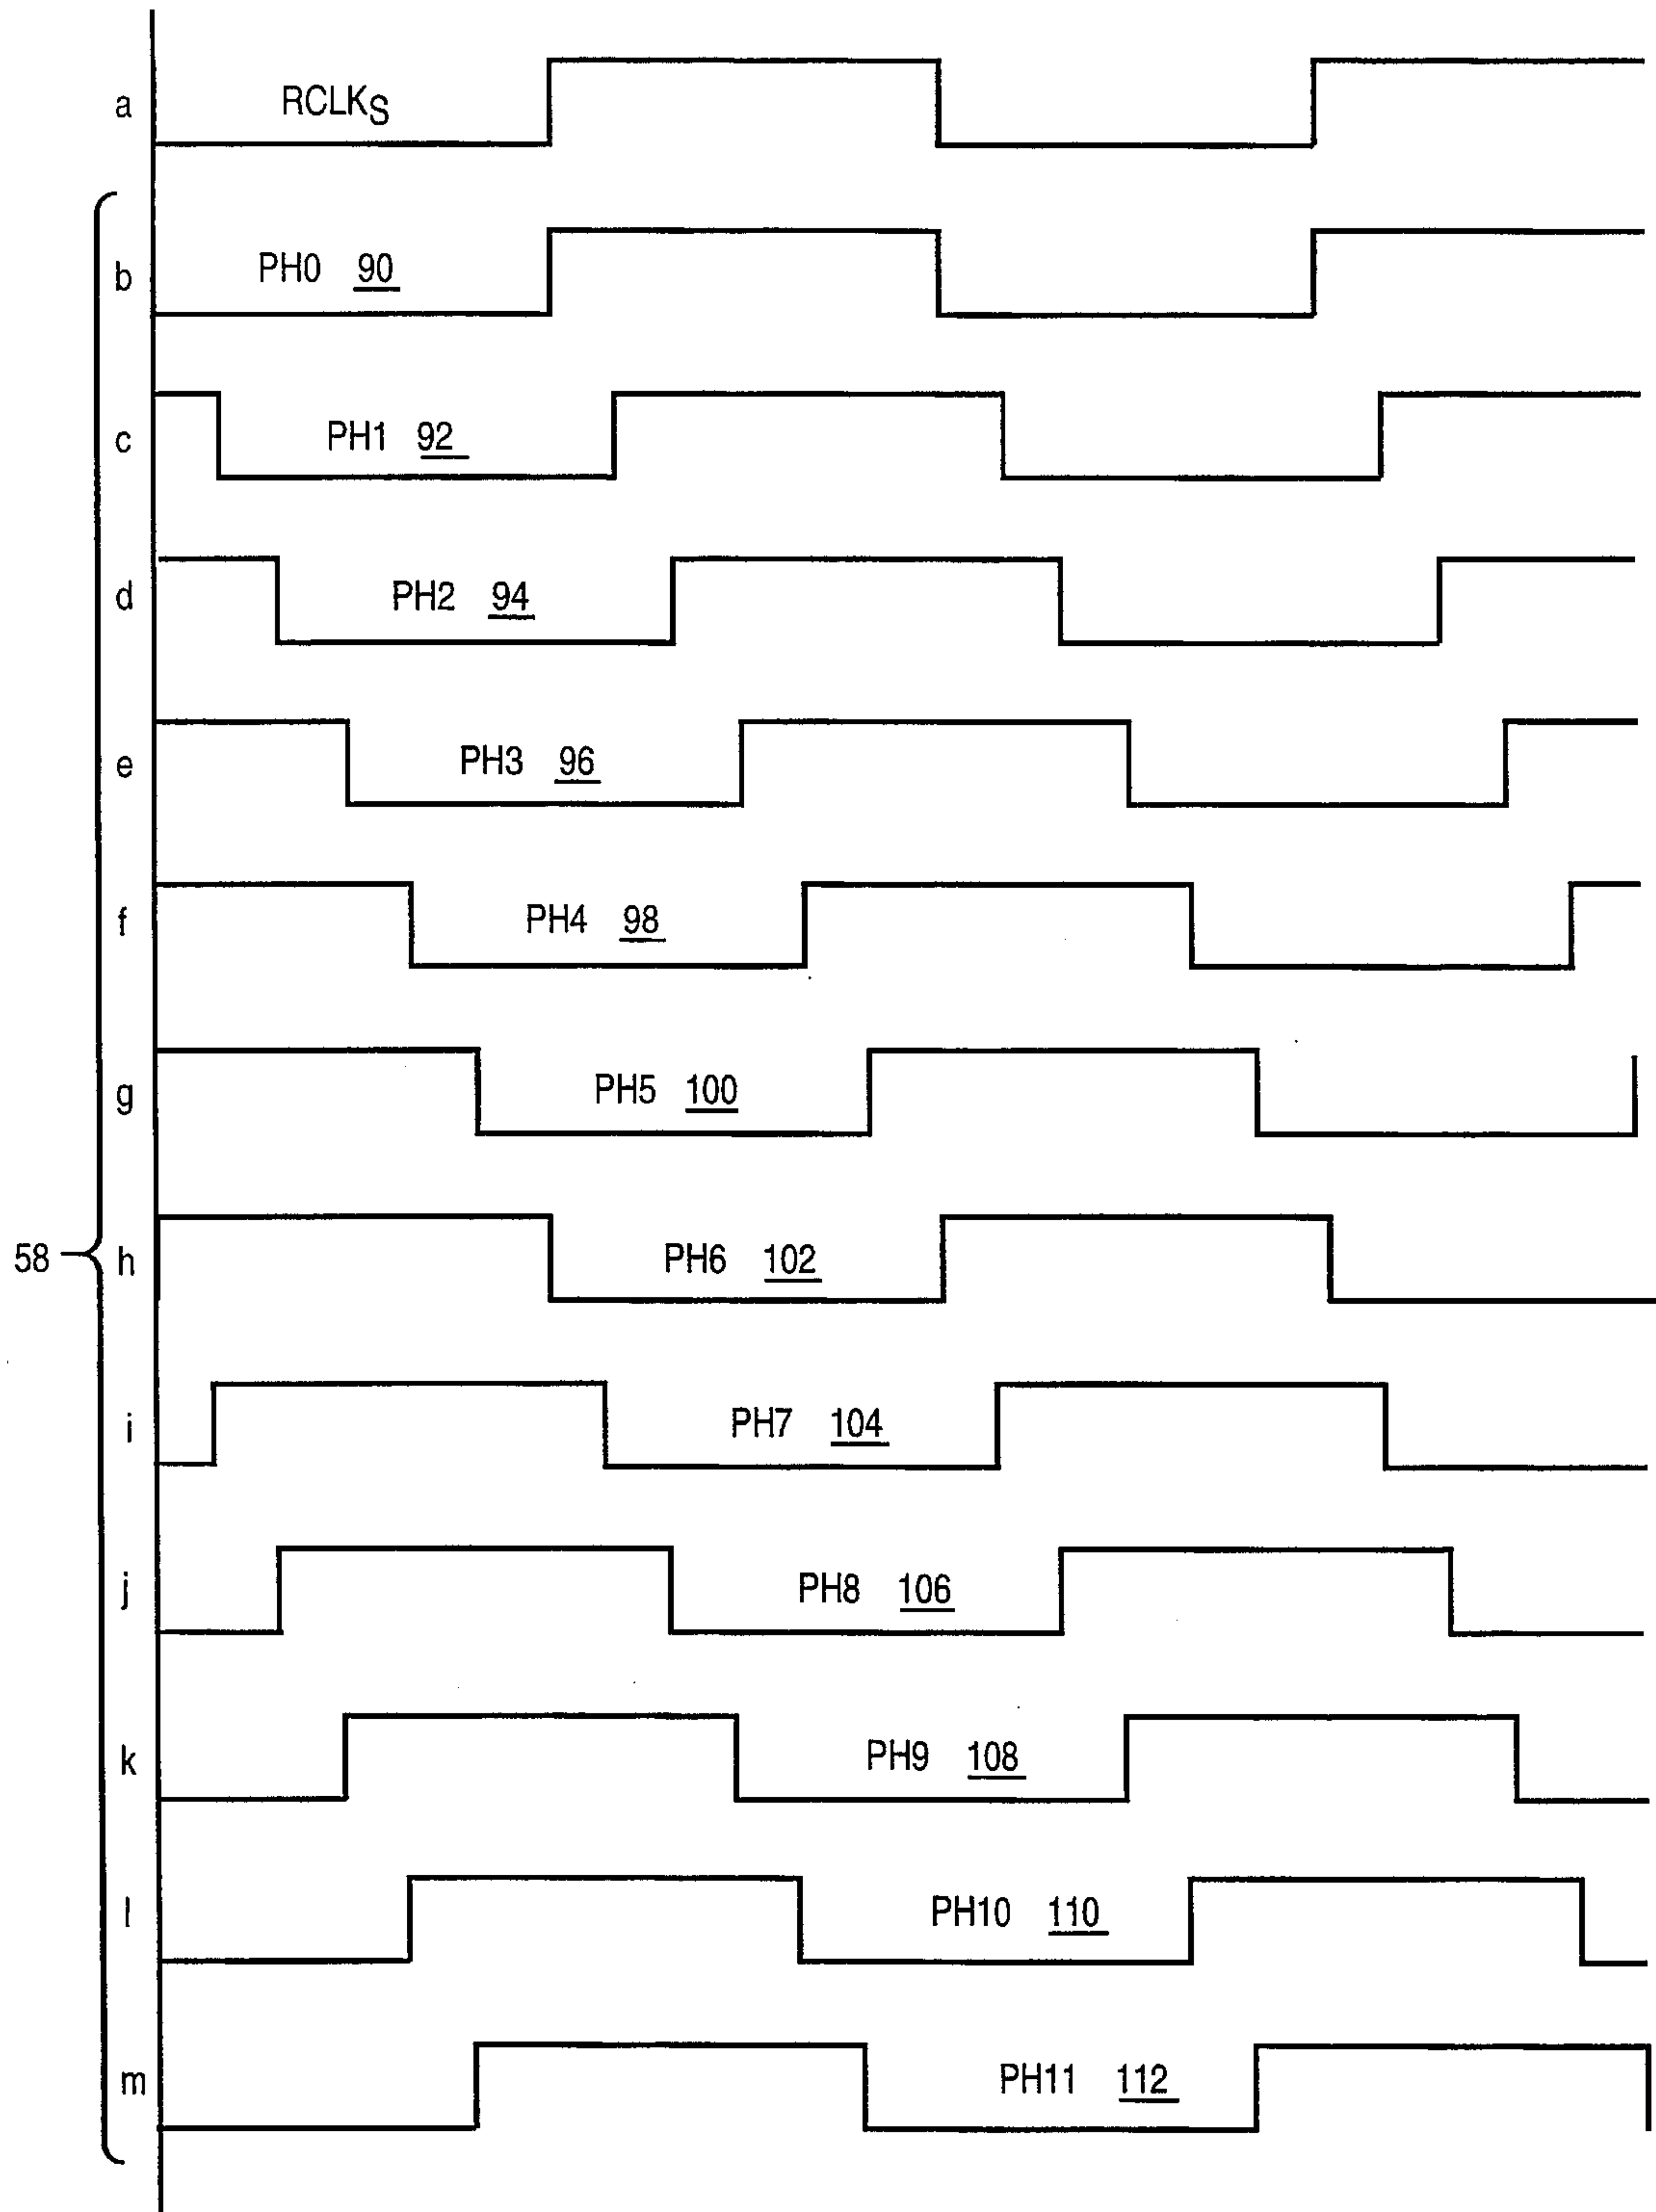 a RCLKS
b PH0 90
c PH1 92
d PH2 94
e PH3 96
f PH4 98
g PH5 100
58 h PH6 102
i PH7 104
j PH8 106
k PH9 108
l PH10 110
m PH11 112